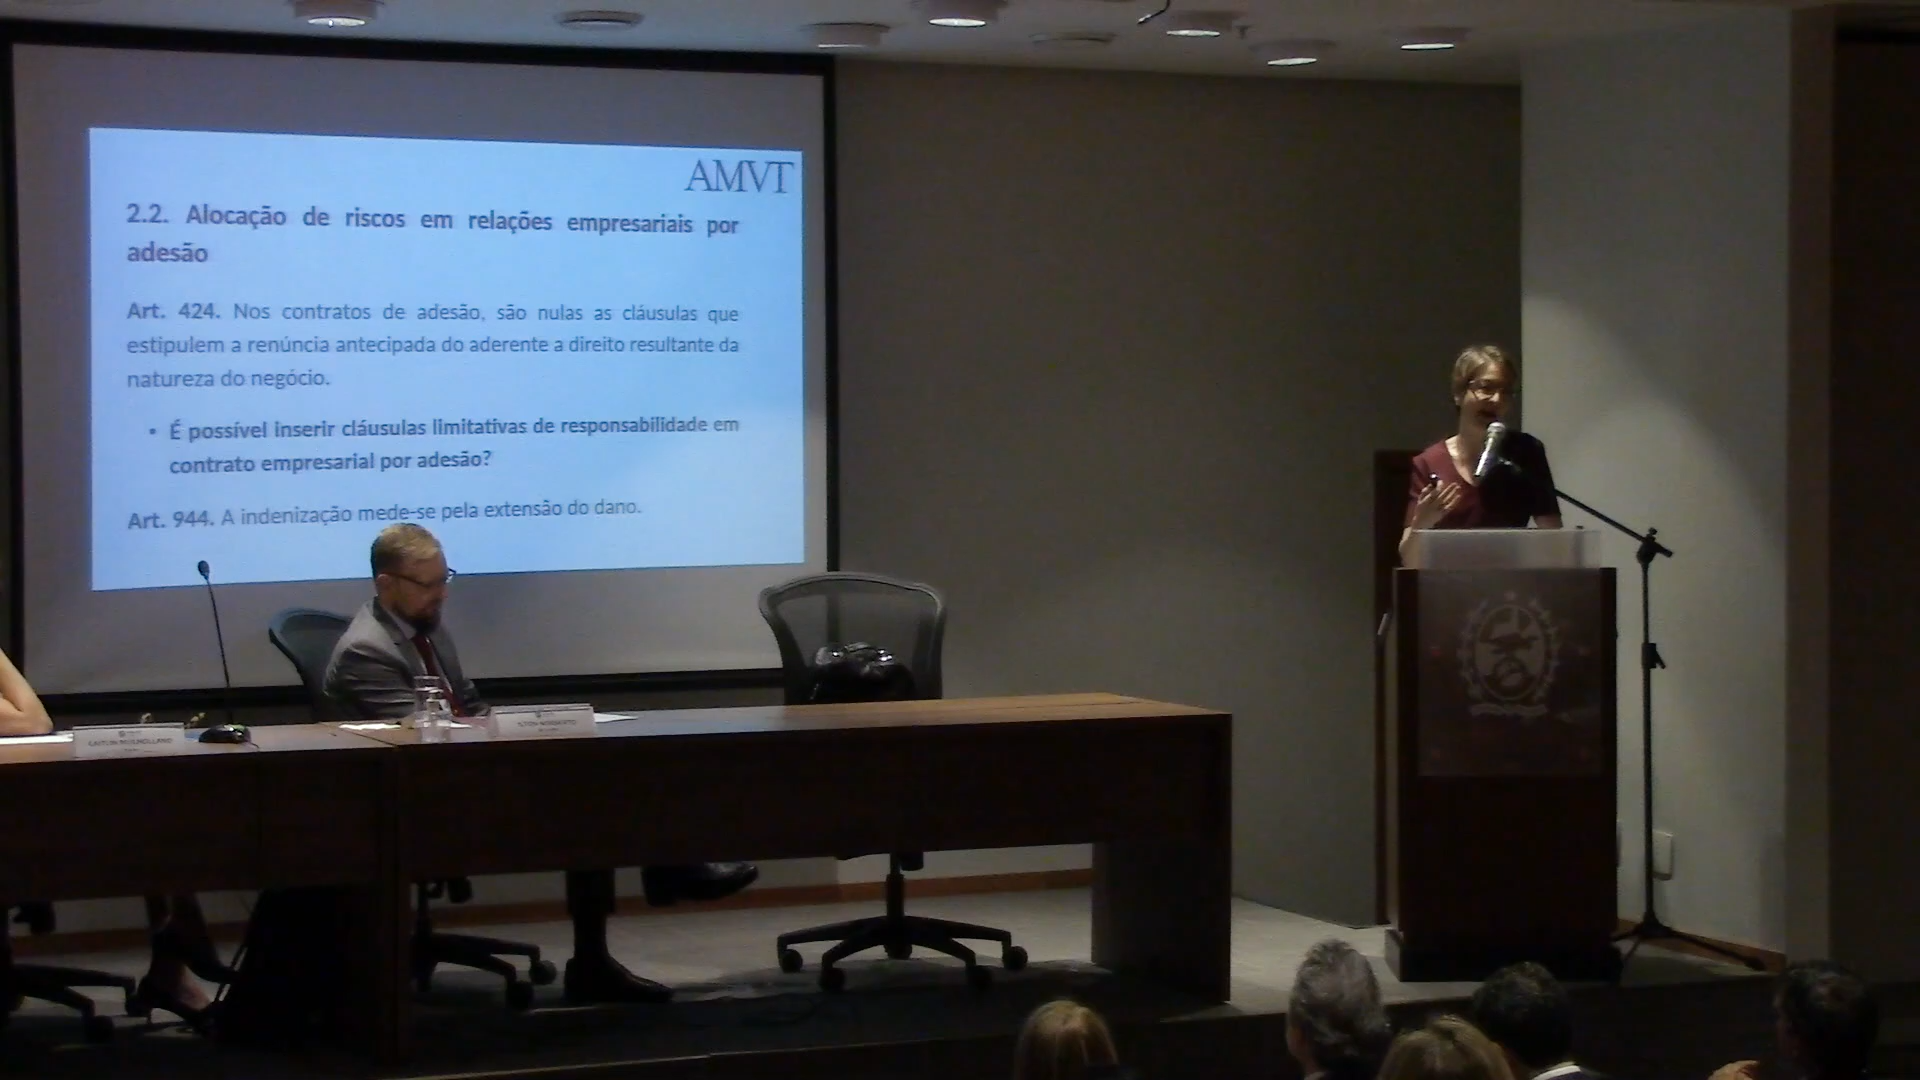 AMVT
2.2. Alocação de riscos em relações empresariais por
adesão
Art. 424. Nos contratos de adesão, são nulas as cláusulas que
estipulem a renúncia antecipada do aderente a direito resultante da
natureza do negócio.
• É possível inserir cláusulas limitativas de responsabilidade em
contrato empresarial por adesão?
Art. 944. A indenização mede-se pela extensão do dano.
CAITLIN MULHOLLAND